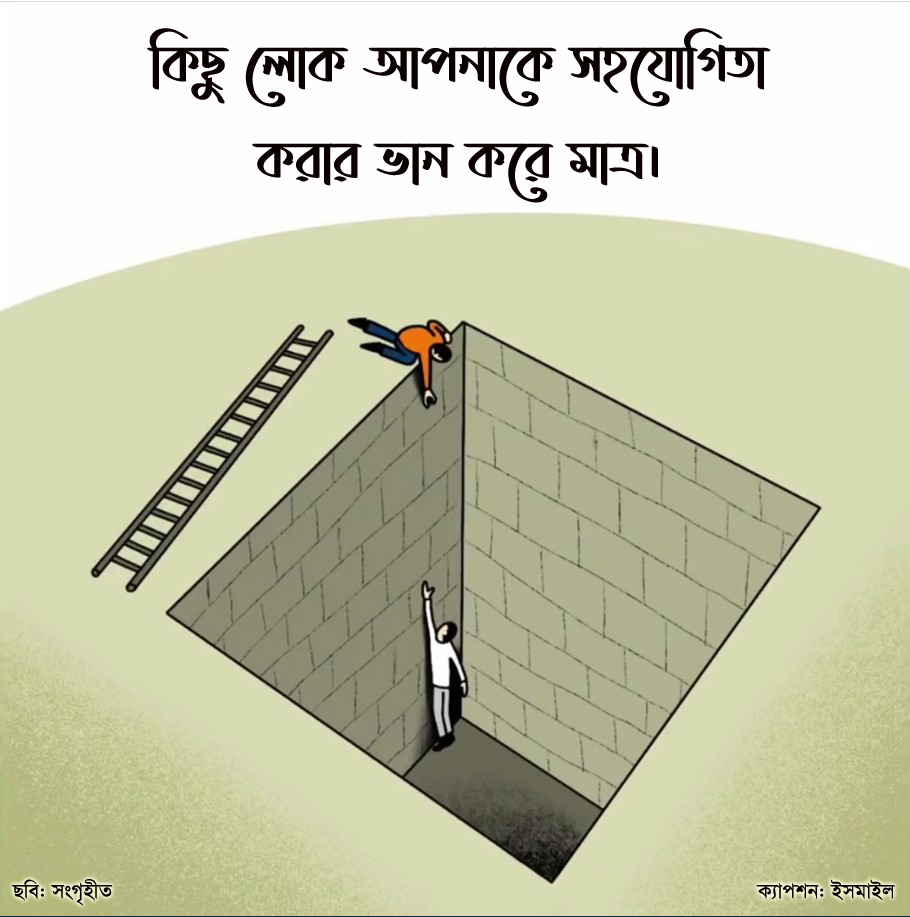 কিছু লোক আপনাকে সহযোগিতা
করার ভান করে মাত্র।
ছবি: সংগৃহীত
ক্যাপশন: ইসমাইল